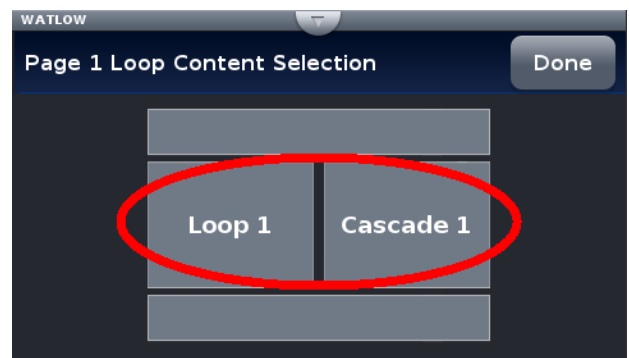 WATLOW
Page 1 Loop Content Selection
Done
Loop 1
Cascade 1